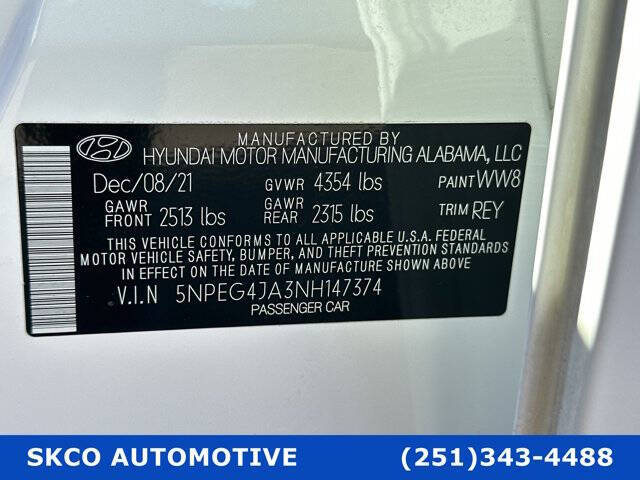 MANUFACTURED BY
HYUNDAI MOTOR MANUFACTURING ALABAMA, LLC
Dec/08/21 GVWR 4354 lbs PAINT WW8
GAWR FRONT 2513 lbs GAWR REAR 2315 lbs TRIM REY
THIS VEHICLE CONFORMS TO ALL APPLICABLE U.S.A. FEDERAL
MOTOR VEHICLE SAFETY, BUMPER, AND THEFT PREVENTION STANDARDS
IN EFFECT ON THE DATE OF MANUFACTURE SHOWN ABOVE.
V.I.N 5NPEG4JA3NH147374
PASSENGER CAR
SKCO AUTOMOTIVE (251)343-4488